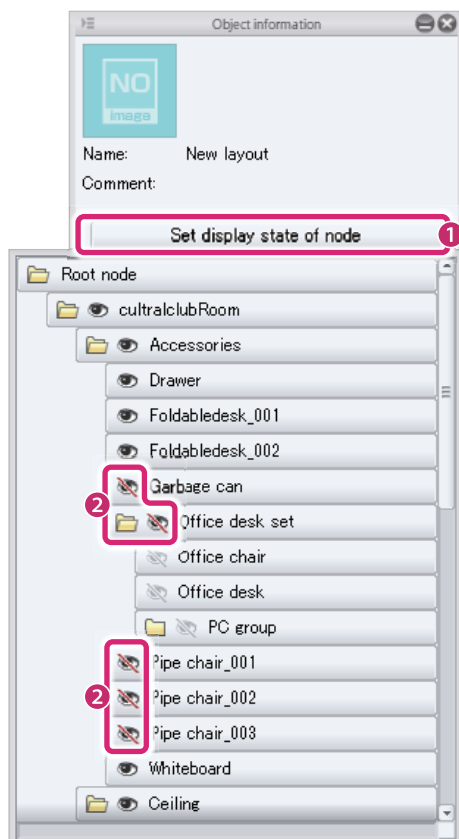 Object information
NO
image
Name: New layout
Comment:
Set display state of node
1
Root node
cultralclubRoom
Accessories
Drawer
Foldabledesk_001
Foldabledesk_002
Garbage can
2
Office desk set
Office chair
Office desk
PC group
Pipe chair_001
2
Pipe chair_002
Pipe chair_003
Whiteboard
Ceiling